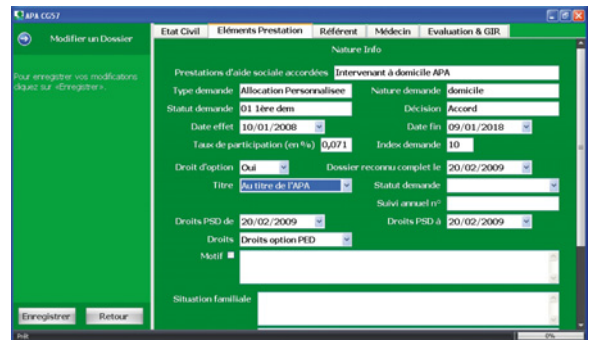 APA CG57
Modifier un Dossier
Pour enregistrer vos modifications
cliquez sur «Enregistrer».
Enregistrer Retour
Etat Civil Eléments Prestation Référent Médecin Evaluation & GIR
Nature Info
Prestations d'aide sociale accordées Intervenant à domicile APA
Type demande Allocation Personnalisee Nature demande domicile
Statut demande 01 1ère dem Décision Accord
Date effet 10/01/2008 Date fin 09/01/2018
Taux de participation (en %) 0,071 Index demande 10
Droit d'option Oui Dossier reconnu complet le 20/02/2009
Titre Au titre de l'APA Statut demande
Suivi annuel n°
Droits PSD de 20/02/2009 Droits PSD à 20/02/2009
Droits Droits option PED
Motif
Situation familiale
Prêt 0%